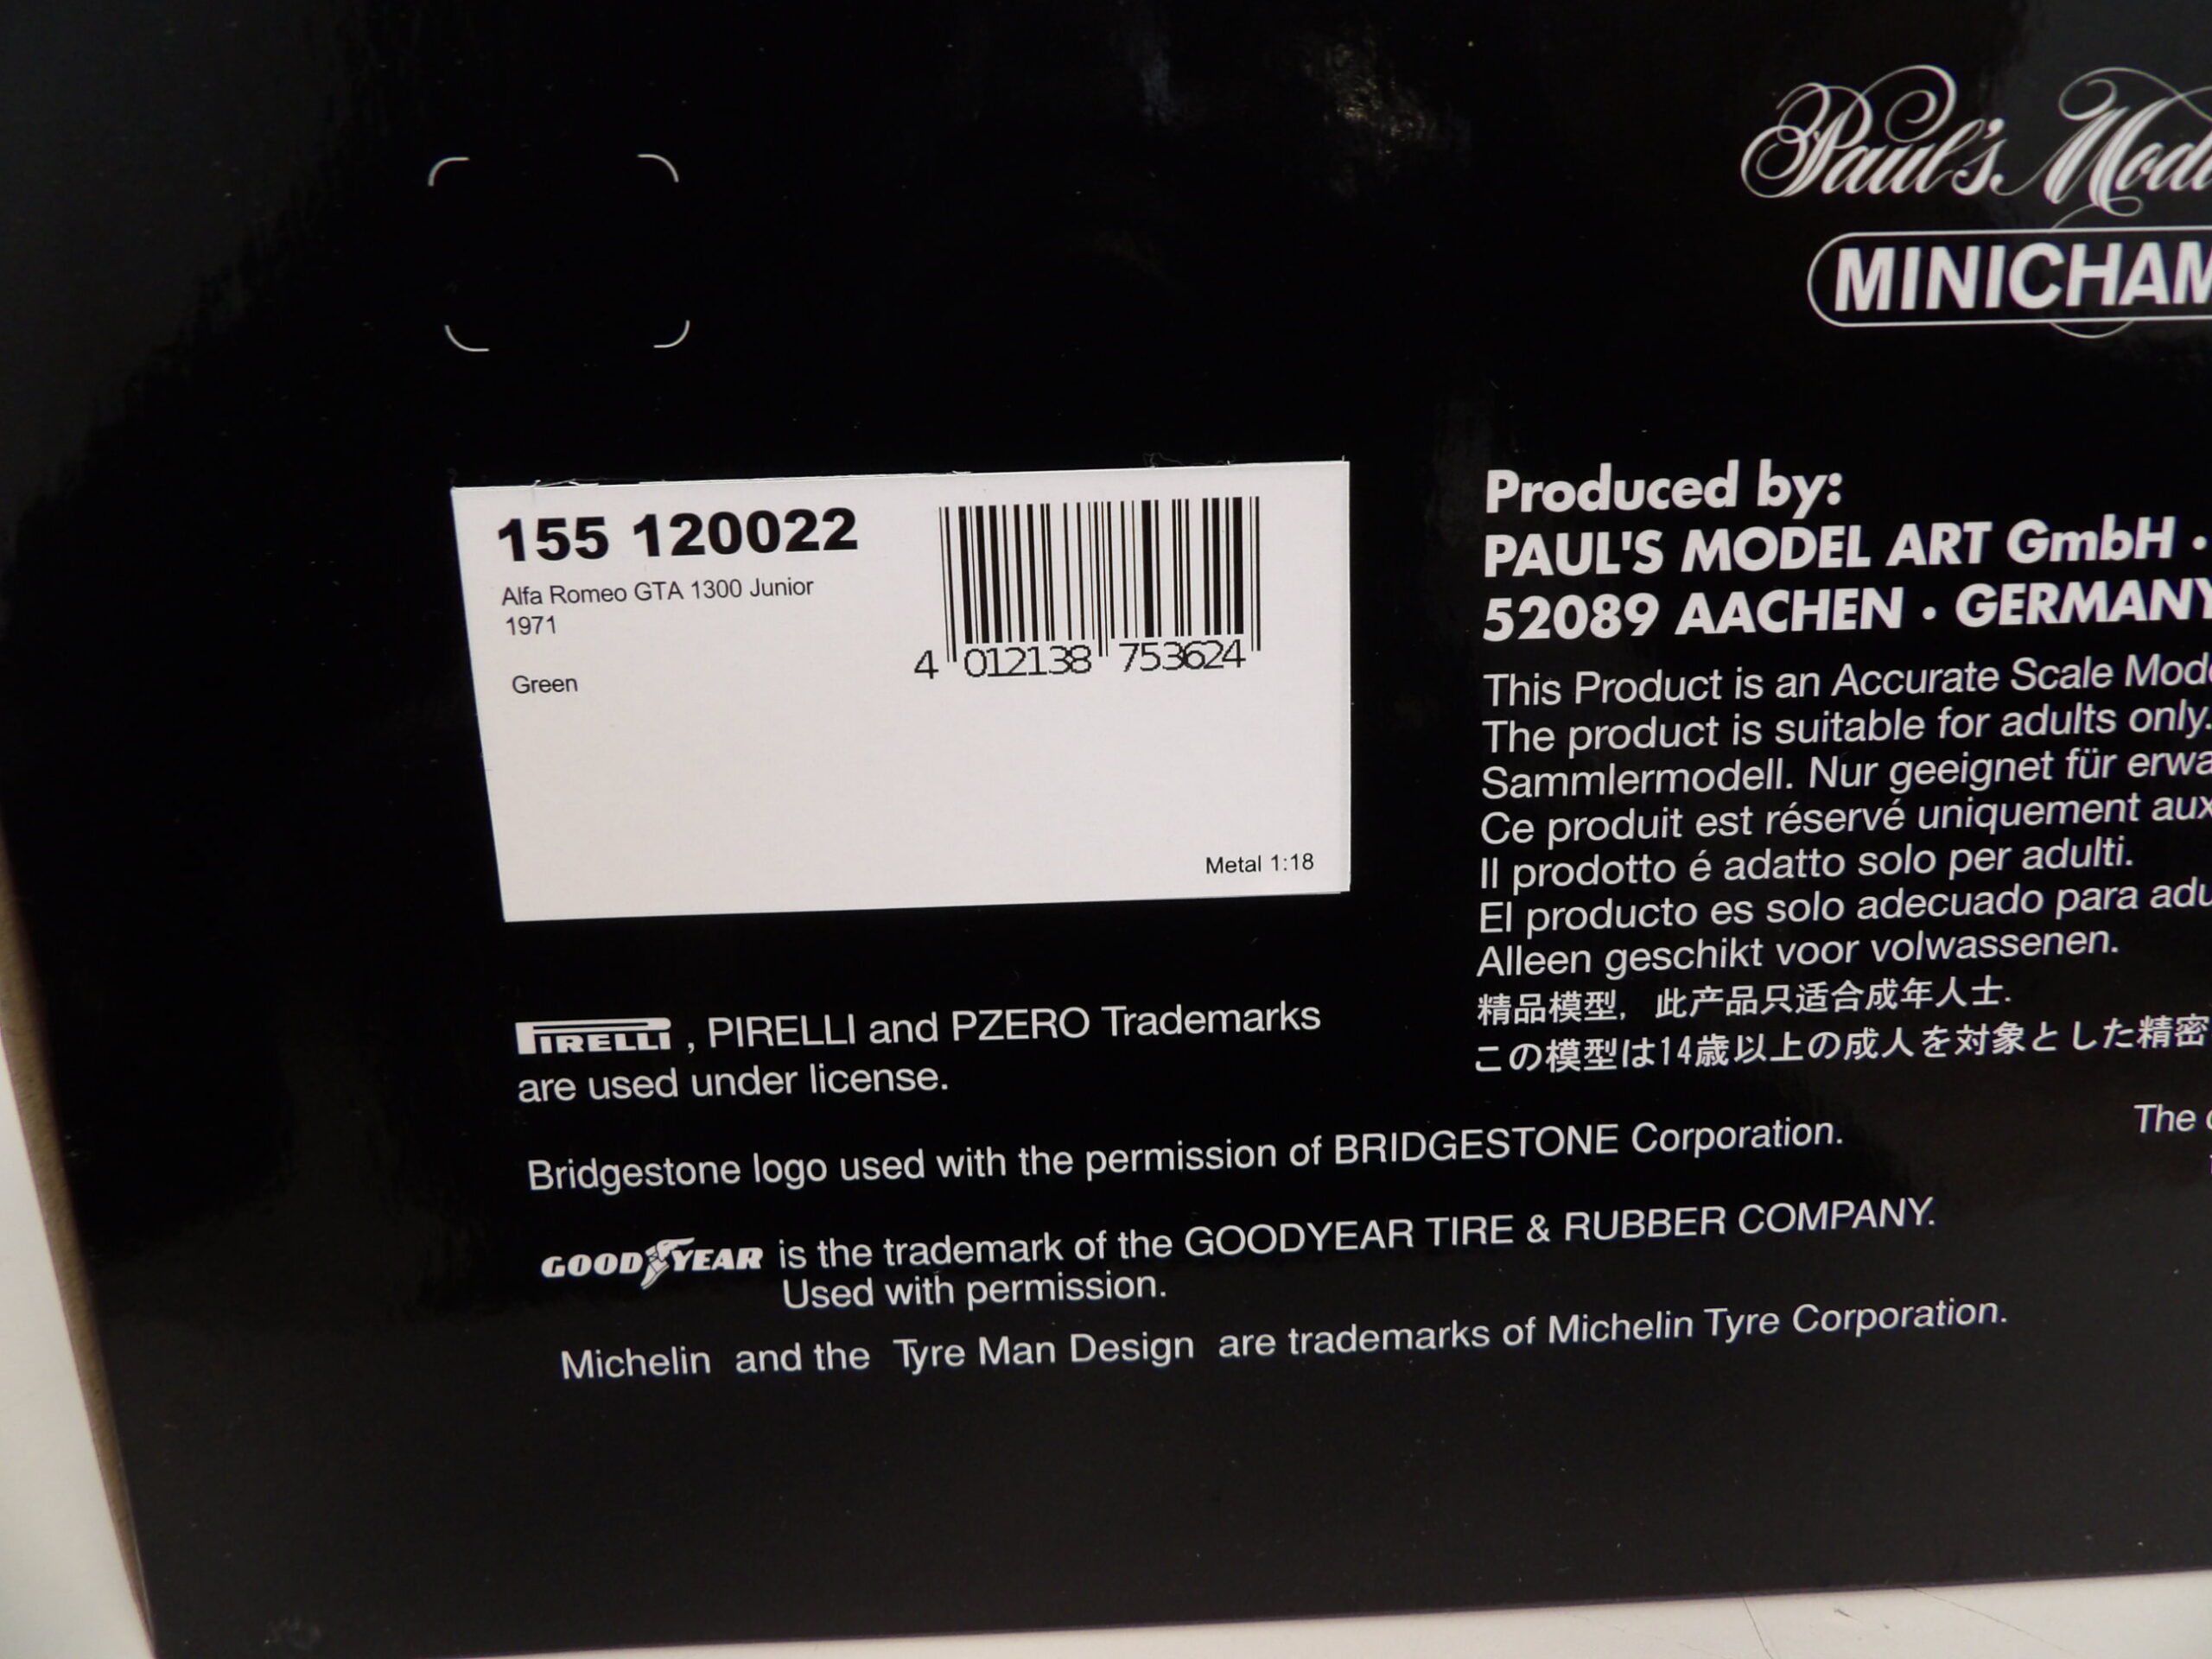 Paul's
MINICHAM
155 120022
Alfa Romeo GTA 1300 Junior
1971
Green
4 012138 753624
Metal 1:18
Produced by:
PAUL'S MODEL ART GmbH •
52089 AACHEN • GERMANY
This Product is an Accurate Scale Mod
The product is suitable for adults only.
Sammlermodell. Nur geeignet für erwa
Ce produit est réservé uniquement aux
Il prodotto é adatto solo per adulti.
El producto es solo adecuado para adu
Alleen geschikt voor volwassenen.
精品模型, 此产品只适合成年人士.
この模型は14歳以上の成人を対象とした精密
PIRELLI , PIRELLI and PZERO Trademarks
are used under license.
The
Bridgestone logo used with the permission of BRIDGESTONE Corporation.
GOODYEAR is the trademark of the GOODYEAR TIRE & RUBBER COMPANY.
Used with permission.
Michelin and the Tyre Man Design are trademarks of Michelin Tyre Corporation.